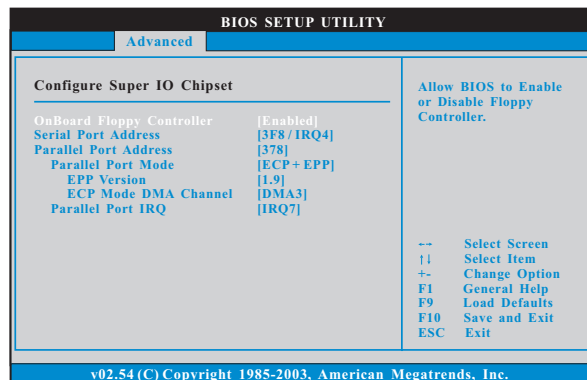 BIOS SETUP UTILITY
Advanced
Configure Super IO Chipset
OnBoard Floppy Controller [Enabled]
Serial Port Address [3F8 / IRQ4]
Parallel Port Address [378]
Parallel Port Mode [ECP + EPP]
EPP Version [1.9]
ECP Mode DMA Channel [DMA3]
Parallel Port IRQ [IRQ7]
Allow BIOS to Enable
or Disable Floppy
Controller.
←→ Select Screen
↑↓ Select Item
+- Change Option
F1 General Help
F9 Load Defaults
F10 Save and Exit
ESC Exit
v02.54 (C) Copyright 1985-2003, American Megatrends, Inc.